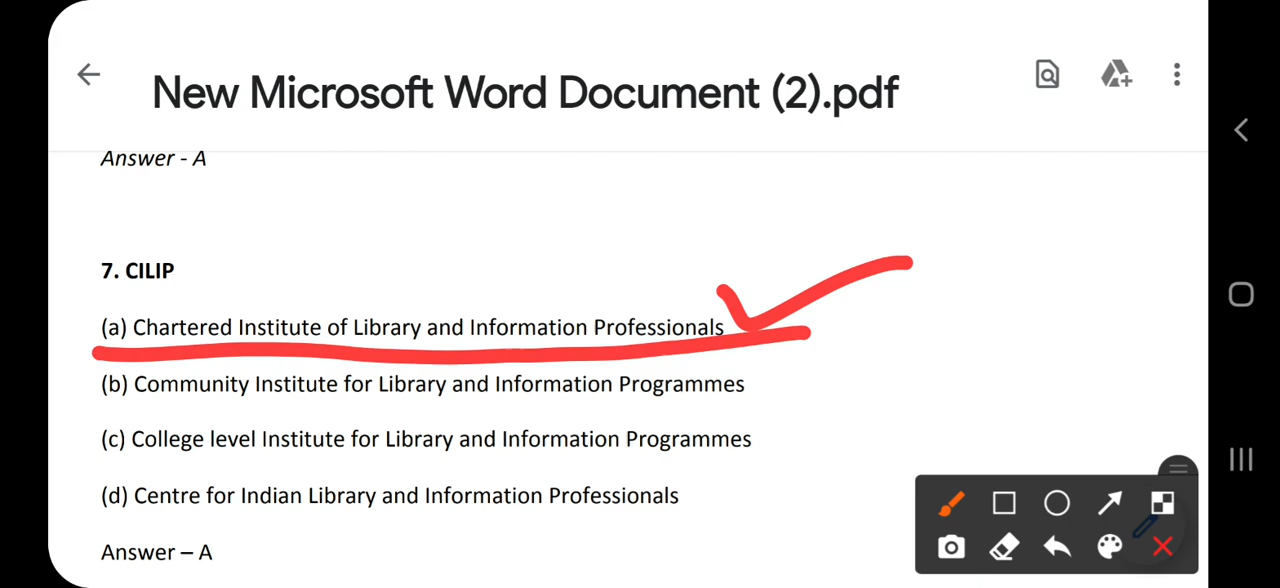 New Microsoft Word Document (2).pdf
Answer - A
7. CILIP
(a) Chartered Institute of Library and Information Professionals
(b) Community Institute for Library and Information Programmes
(c) College level Institute for Library and Information Programmes
(d) Centre for Indian Library and Information Professionals
Answer – A